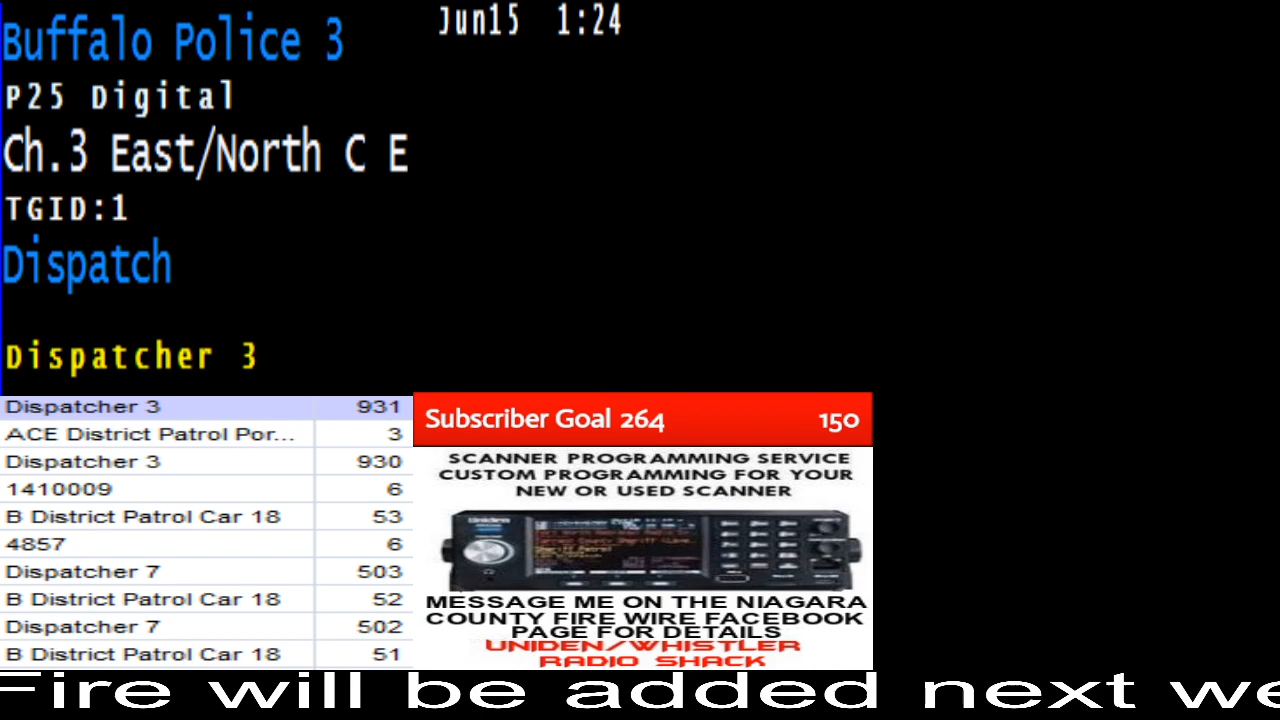 Buffalo Police 3
Jun15 1:24
P25 Digital
Ch.3 East/North C E
TGID:1
Dispatch
Dispatcher 3
Dispatcher 3 931
ACE District Patrol Por... 3
Dispatcher 3 930
1410009 6
B District Patrol Car 18 53
4857 6
Dispatcher 7 503
B District Patrol Car 18 52
Dispatcher 7 502
B District Patrol Car 18 51
Subscriber Goal 264 150
SCANNER PROGRAMMING SERVICE
CUSTOM PROGRAMMING FOR YOUR
NEW OR USED SCANNER
Uniden
MESSAGE ME ON THE NIAGARA
COUNTY FIRE WIRE FACEBOOK
PAGE FOR DETAILS
UNIDEN/WHISTLER
RADIO SHACK
Fire will be added next we